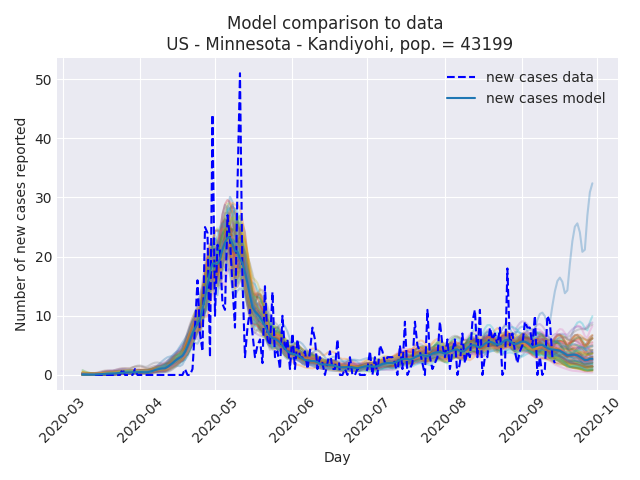 Model comparison to data
US - Minnesota - Kandiyohi, pop. = 43199
new cases data
new cases model
Number of new cases reported
50
40
30
20
10
0
2020-03
2020-04
2020-05
2020-06
2020-07
2020-08
2020-09
2020-10
Day